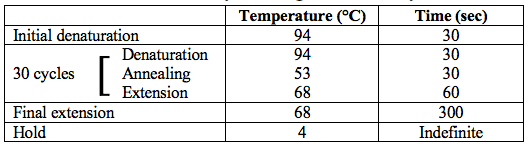 Temperature (°C) Time (sec)
Initial denaturation 94 30
Denaturation 94 30
30 cycles Annealing 53 30
Extension 68 60
Final extension 68 300
Hold 4 Indefinite